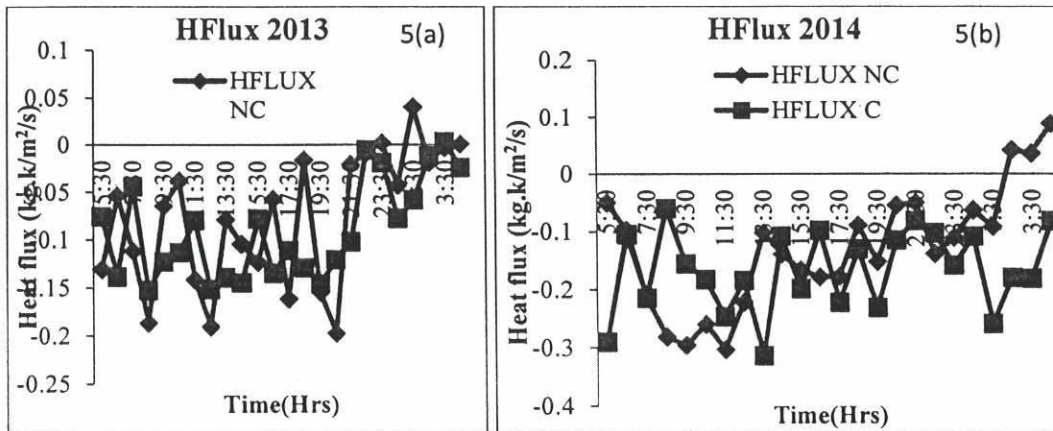 HFlux 2013
5(a)
HFLUX
NC
Heat flux (kg.k/m²/s)
0.1
0.05
0
-0.05
-0.1
-0.15
-0.2
-0.25
5:30
9:30
11:30
13:30
15:30
17:30
19:30
21:30
23:30
3:30
Time(Hrs)
HFlux 2014
5(b)
HFLUX NC
HFLUX C
Heat flux (kg.k/m²/s)
0.2
0.1
0
-0.1
-0.2
-0.3
-0.4
5:30
7:30
9:30
11:30
15:30
17:30
19:30
3:30
Time(Hrs)